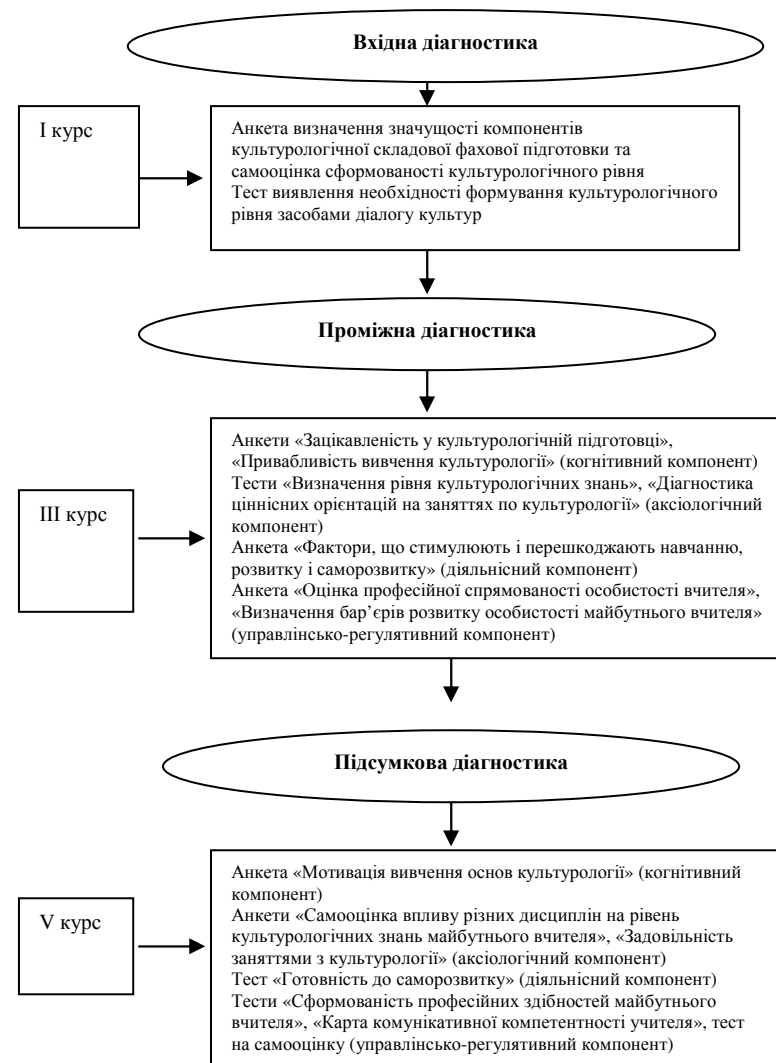 Вхідна діагностика
І курс
Анкета визначення значущості компонентів
культурологічної складової фахової підготовки та
самооцінка сформованості культурологічного рівня
Тест виявлення необхідності формування культурологічного
рівня засобами діалогу культур
Проміжна діагностика
ІІІ курс
Анкети «Зацікавленість у культурологічній підготовці»,
«Привабливість вивчення культурології» (когнітивний компонент)
Тести «Визначення рівня культурологічних знань», «Діагностика
ціннісних орієнтацій на заняттях по культурології» (аксіологічний
компонент)
Анкета «Фактори, що стимулюють і перешкоджають навчанню,
розвитку і саморозвитку» (діяльнісний компонент)
Анкета «Оцінка професійної спрямованості особистості вчителя»,
«Визначення бар’єрів розвитку особистості майбутнього вчителя»
(управлінсько-регулятивний компонент)
Підсумкова діагностика
V курс
Анкета «Мотивація вивчення основ культурології» (когнітивний
компонент)
Анкети «Самооцінка впливу різних дисциплін на рівень
культурологічних знань майбутнього вчителя», «Задовільність
заняттями з культурології» (аксіологічний компонент)
Тест «Готовність до саморозвитку» (діяльнісний компонент)
Тести «Сформованість професійних здібностей майбутнього
вчителя», «Карта комунікативної компетентності учителя», тест
на самооцінку (управлінсько-регулятивний компонент)